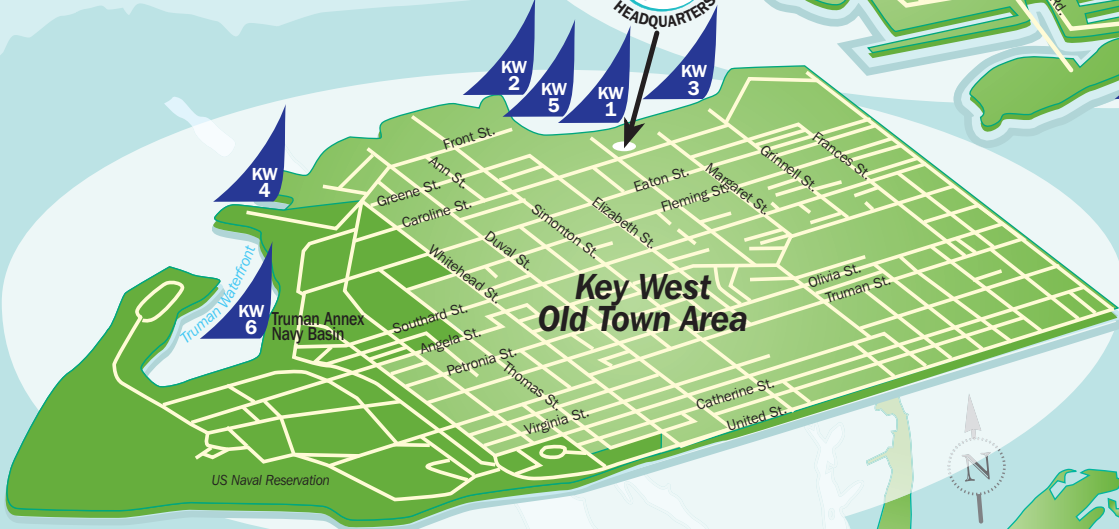 HEADQUARTERS
Rd.
KW
2
KW
5
KW
1
KW
3
KW
4
KW
6
Front St.
Ann St.
Greene St.
Caroline St.
Eaton St.
Fleming St.
Margaret St.
Grinnell St.
Frances St.
Elizabeth St.
Simonton St.
Duval St.
Whitehead St.
Truman Waterfront
Key West
Old Town Area
Olivia St.
Truman St.
Truman Annex
Navy Basin
Southard St.
Angela St.
Petronia St.
Thomas St.
Virginia St.
Catherine St.
United St.
US Naval Reservation
N